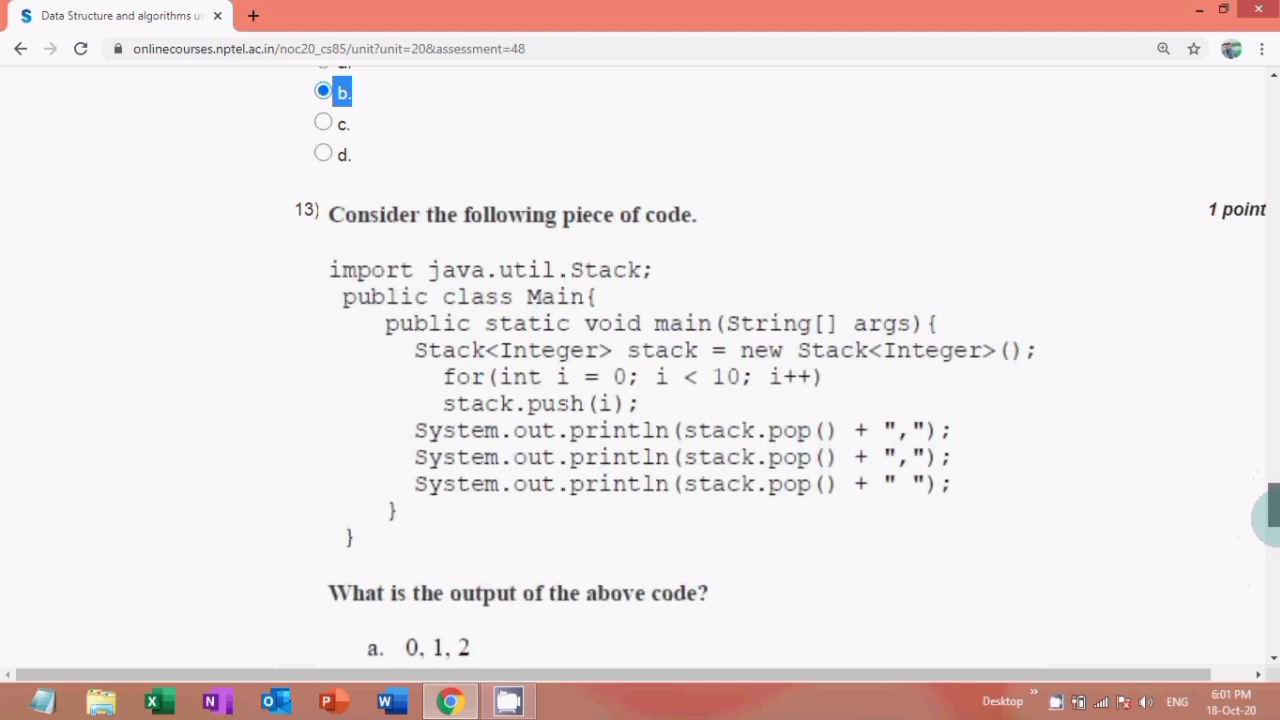 Data Structure and algorithms us
onlinecourses.nptel.ac.in/noc20_cs85/unit?unit=20&assessment=48
b.
c.
d.
13) Consider the following piece of code. 1 point
import java.util.Stack;
public class Main{
public static void main(String[] args){
Stack<Integer> stack = new Stack<Integer>();
for(int i = 0; i < 10; i++)
stack.push(i);
System.out.println(stack.pop() + ",");
System.out.println(stack.pop() + ",");
System.out.println(stack.pop() + " ");
}
}
What is the output of the above code?
a. 0, 1, 2
Desktop ENG 6:01 PM
18-Oct-20